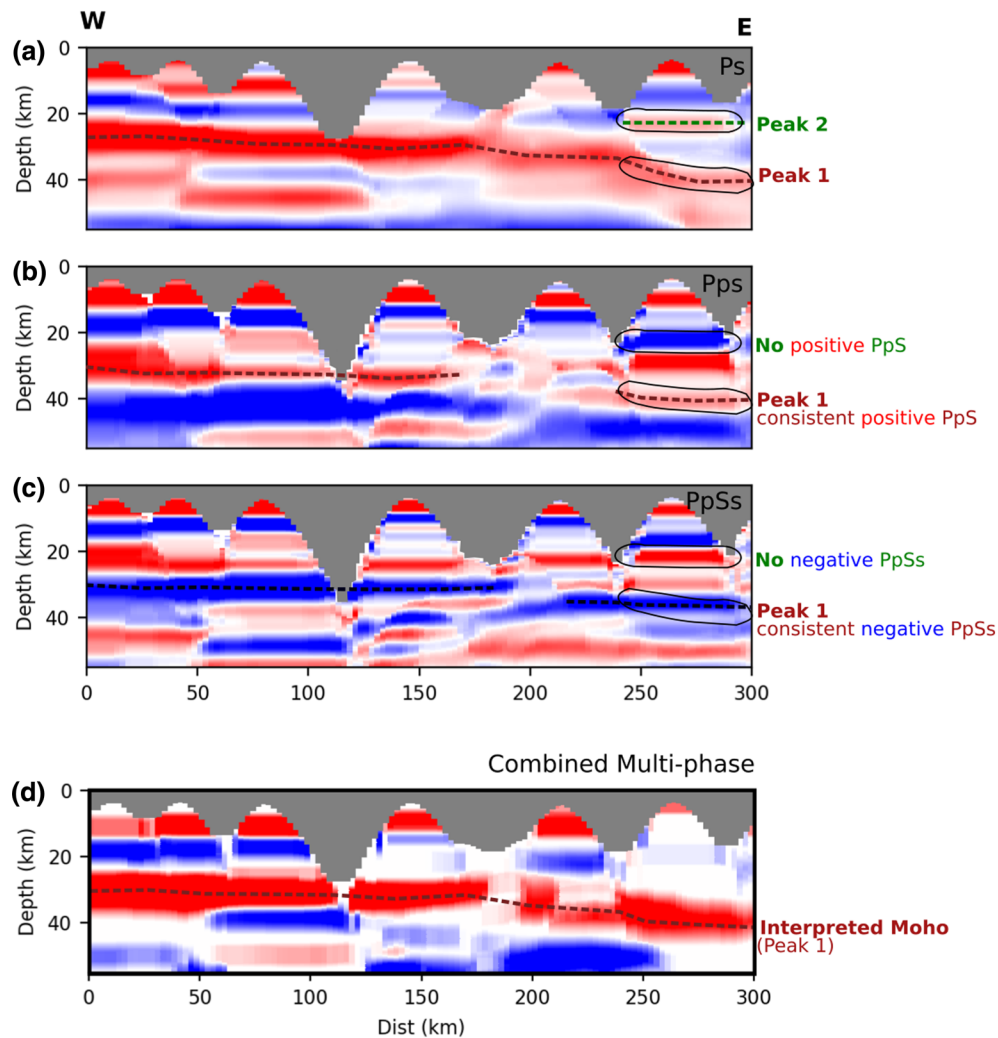 W
E
(a)
Ps
0
20
40
Depth (km)
Peak 2
Peak 1
(b)
Pps
0
20
40
Depth (km)
No positive PpS
Peak 1
consistent positive PpS
(c)
PpSs
0
20
40
Depth (km)
No negative PpSs
Peak 1
consistent negative PpSs
0 50 100 150 200 250 300
Combined Multi-phase
(d)
0
20
40
Depth (km)
Interpreted Moho
(Peak 1)
0 50 100 150 200 250 300
Dist (km)